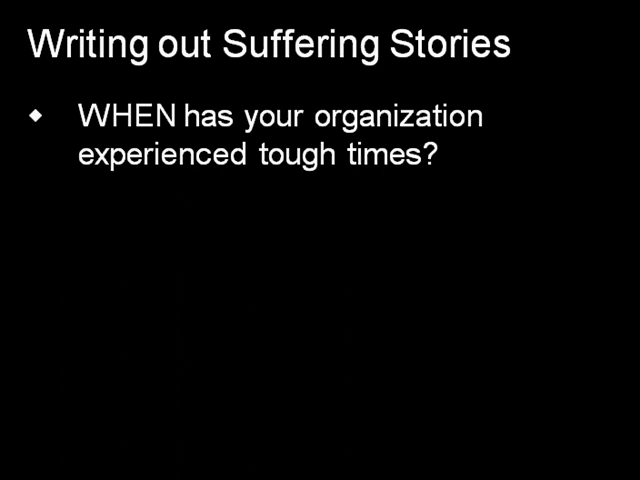 Writing out Suffering Stories
WHEN has your organization
experienced tough times?